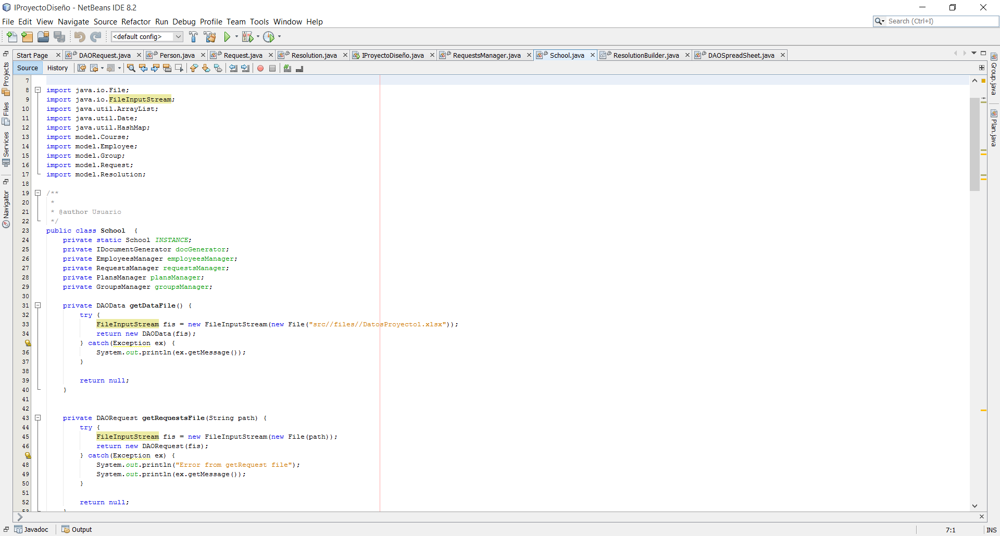 IProyectoDiseño - NetBeans IDE 8.2
File Edit View Navigate Source Refactor Run Debug Profile Team Tools Window Help
Search (Ctrl+I)
<default config>
Start Page DAORequest.java Person.java Request.java Resolution.java IProyectoDiseño.java RequestsManager.java School.java ResolutionBuilder.java DAOSpreadSheet.java
Source History
Projects
Files
Services
Navigator
Group.java
Plan.java
7
8 import java.io.File;
9 import java.io.FileInputStream;
10 import java.util.ArrayList;
11 import java.util.Date;
12 import java.util.HashMap;
13 import model.Course;
14 import model.Employee;
15 import model.Group;
16 import model.Request;
17 import model.Resolution;
18
19 /**
20 *
21 * @author Usuario
22 */
23 public class School {
24 private static School INSTANCE;
25 private IDocumentGenerator docGenerator;
26 private EmployeesManager employeesManager;
27 private RequestsManager requestsManager;
28 private PlansManager plansManager;
29 private GroupsManager groupsManager;
30
31 private DAOData getDataFile() {
32 try {
33 FileInputStream fis = new FileInputStream(new File("src//files//DatosProyecto1.xlsx"));
34 return new DAOData(fis);
} catch(Exception ex) {
36 System.out.println(ex.getMessage());
37 }
38
39 return null;
40 }
41
42
43 private DAORequest getRequestsFile(String path) {
44 try {
45 FileInputStream fis = new FileInputStream(new File(path));
46 return new DAORequest(fis);
} catch(Exception ex) {
48 System.out.println("Error from getRequest file");
49 System.out.println(ex.getMessage());
50 }
51
52 return null;
53 }
Javadoc Output
7:1 INS